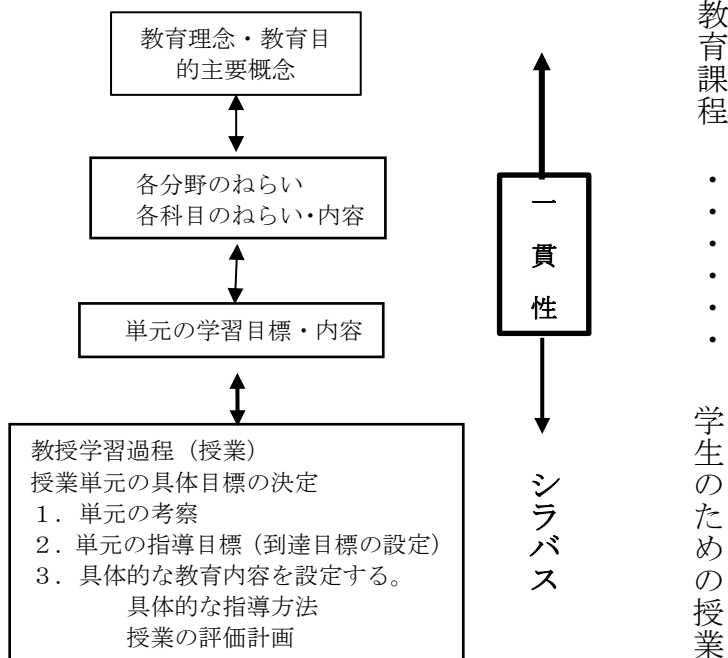 教育理念・教育目
的主要概念
各分野のねらい
各科目のねらい・内容
単元の学習目標・内容
教授学習過程（授業）
授業単元の具体目標の決定
１．単元の考察
２．単元の指導目標（到達目標の設定）
３．具体的な教育内容を設定する。
具体的な指導方法
授業の評価計画
一貫性
シラバス
教育課程 ・・・・・・ 学生のための授業